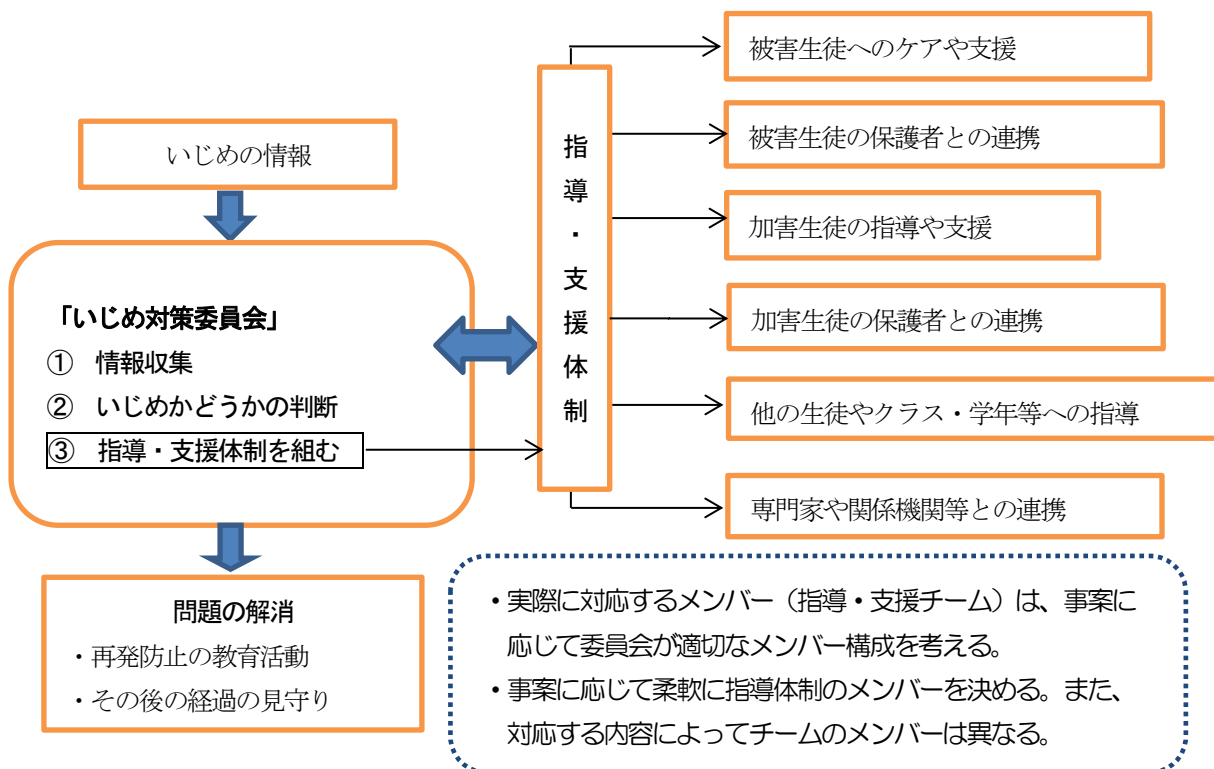 いじめの情報
「いじめ対策委員会」
① 情報収集
② いじめかどうかの判断
③ 指導・支援体制を組む
問題の解消
・再発防止の教育活動
・その後の経過の見守り
指導・支援体制
被害生徒へのケアや支援
被害生徒の保護者との連携
加害生徒の指導や支援
加害生徒の保護者との連携
他の生徒やクラス・学年等への指導
専門家や関係機関等との連携
・実際に対応するメンバー（指導・支援チーム）は、事案に
応じて委員会が適切なメンバー構成を考える。
・事案に応じて柔軟に指導体制のメンバーを決める。また、
対応する内容によってチームのメンバーは異なる。